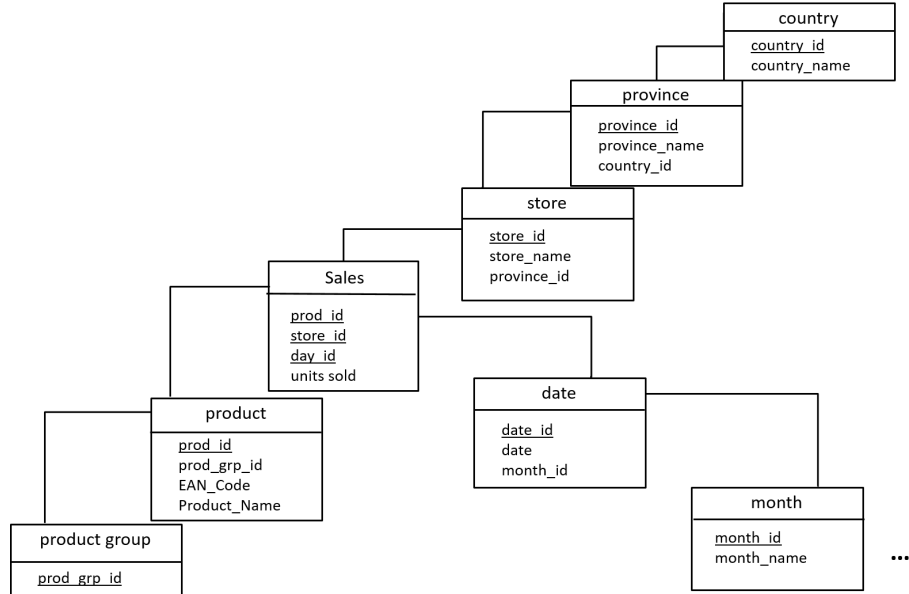 country
country_id
country_name
province
province_id
province_name
country_id
store
store_id
store_name
province_id
Sales
prod_id
store_id
day_id
units sold
date
date_id
date
month_id
product
prod_id
prod_grp_id
EAN_Code
Product_Name
month
month_id
month_name
...
product group
prod_grp_id